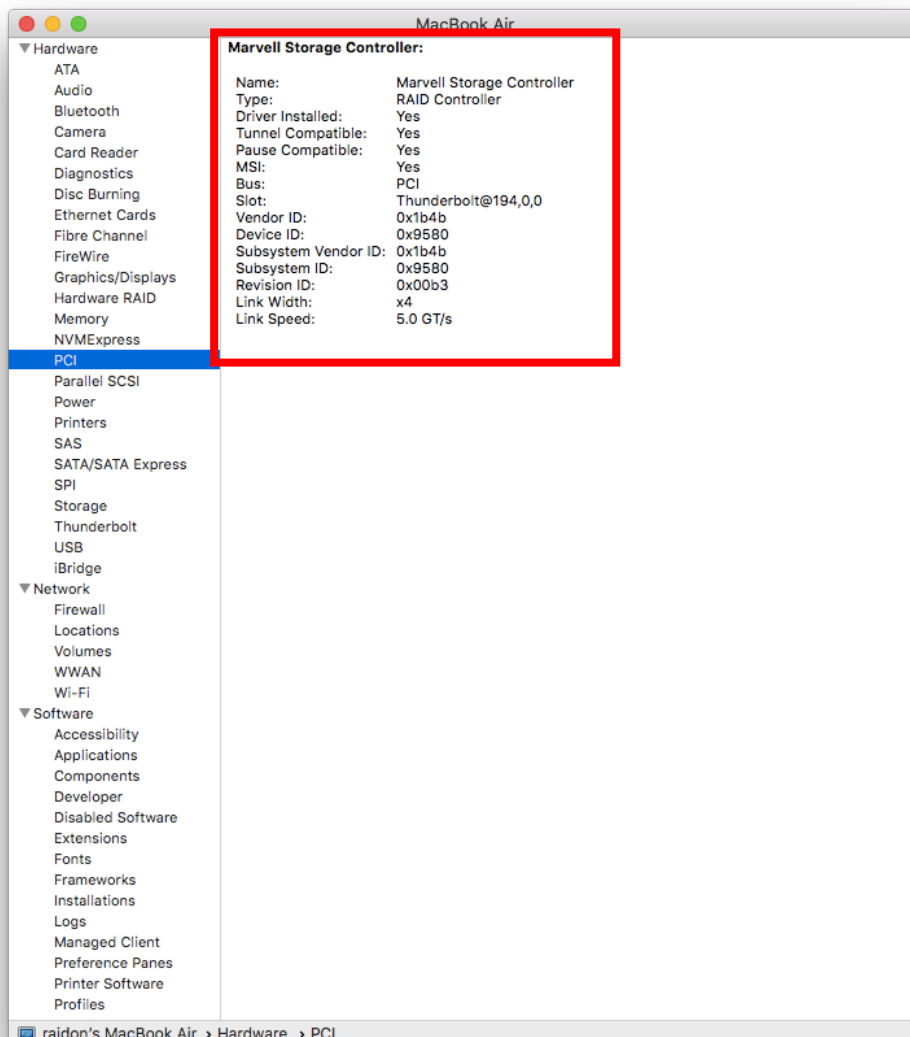 MacBook Air
Hardware
ATA
Audio
Bluetooth
Camera
Card Reader
Diagnostics
Disc Burning
Ethernet Cards
Fibre Channel
FireWire
Graphics/Displays
Hardware RAID
Memory
NVMExpress
PCI
Parallel SCSI
Power
Printers
SAS
SATA/SATA Express
SPI
Storage
Thunderbolt
USB
iBridge
Network
Firewall
Locations
Volumes
WWAN
Wi-Fi
Software
Accessibility
Applications
Components
Developer
Disabled Software
Extensions
Fonts
Frameworks
Installations
Logs
Managed Client
Preference Panes
Printer Software
Profiles
Marvell Storage Controller:
Name: Marvell Storage Controller
Type: RAID Controller
Driver Installed: Yes
Tunnel Compatible: Yes
Pause Compatible: Yes
MSI: Yes
Bus: PCI
Slot: Thunderbolt@194,0,0
Vendor ID: 0x1b4b
Device ID: 0x9580
Subsystem Vendor ID: 0x1b4b
Subsystem ID: 0x9580
Revision ID: 0x00b3
Link Width: x4
Link Speed: 5.0 GT/s
raidon's MacBook Air › Hardware › PCI